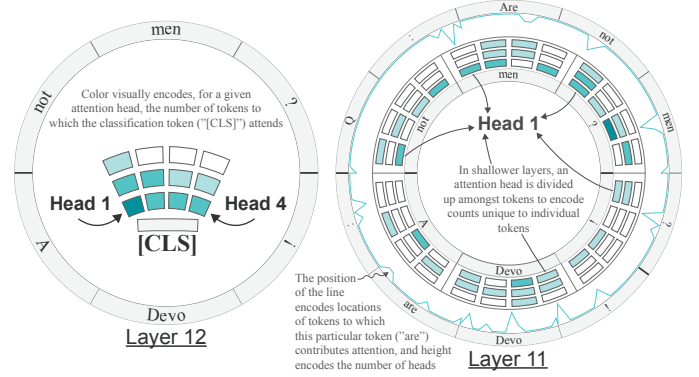 men
not
?
Color visually encodes, for a given
attention head, the number of tokens to
which the classification token ("[CLS]") attends
Head 1
Head 4
[CLS]
A
!
Devo
Layer 12
Are
:
not
Q
men
:
?
are
!
Devo
men
not
?
Head 1
In shallower layers, an
attention head is divided
up amongst tokens to encode
counts unique to individual
tokens
A
!
Devo
The position
of the line
encodes locations
of tokens to which
this particular token ("are")
contributes attention, and height
encodes the number of heads
Layer 11